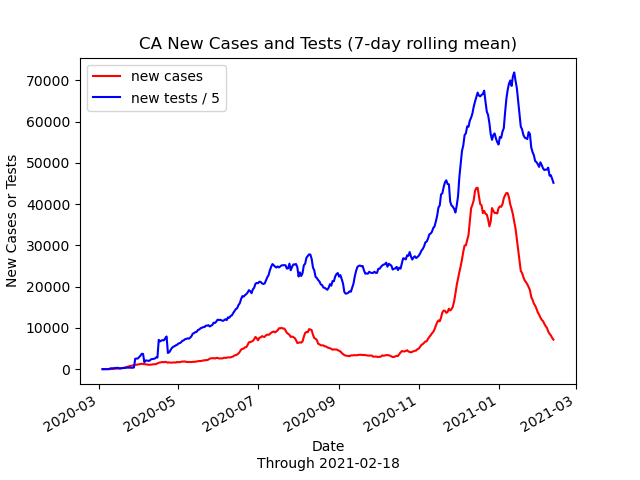 CA New Cases and Tests (7-day rolling mean)
new cases
new tests / 5
New Cases or Tests
70000
60000
50000
40000
30000
20000
10000
0
2020-03
2020-05
2020-07
2020-09
2020-11
2021-01
2021-03
Date
Through 2021-02-18